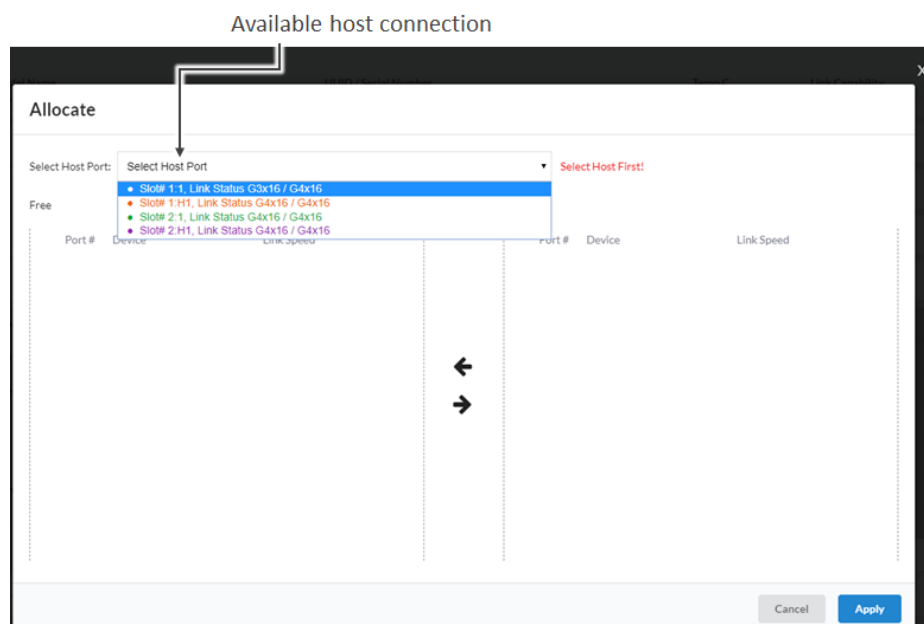 Available host connection
X
Allocate
Select Host Port: Select Host Port Select Host First!
• Slot# 1:1, Link Status G3x16 / G4x16
• Slot# 1:H1, Link Status G4x16 / G4x16
Free
• Slot# 2:1, Link Status G4x16 / G4x16
• Slot# 2:H1, Link Status G4x16 / G4x16
Port # Device Link Speed Port # Device Link Speed
Cancel Apply